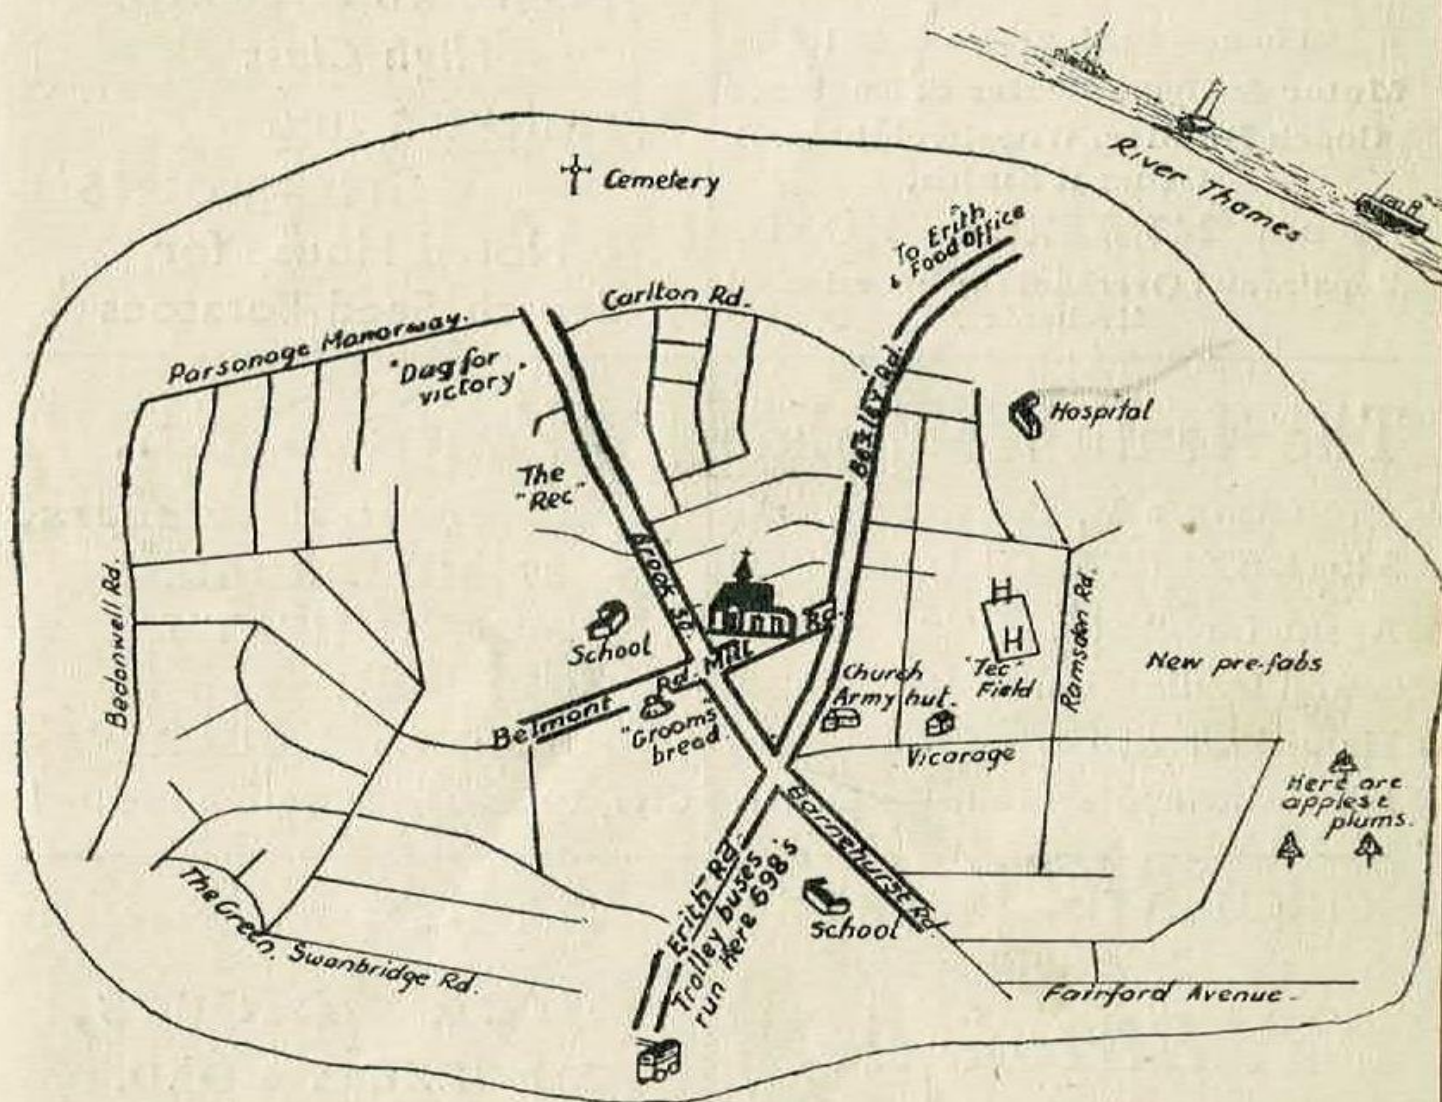 River Thames
Cemetery
To Erith
& Food Office
Carlton Rd.
Parsonage Manorway.
"Dug for
victory"
Bexley Rd.
Hospital
The
"Rec"
Brook St.
Bedonwell Rd.
School
Mill Rd.
Belmont Rd.
"Grooms"
bread
Church
Army hut.
Vicarage
H
H
"Tec"
Field
Ramsden Rd.
New pre-fabs
Here are
apples &
plums.
Barnehurst Rd.
School
Erith Rd.
Trolley buses
run Here 698's
The Green.
Swanbridge Rd.
Fairford Avenue.